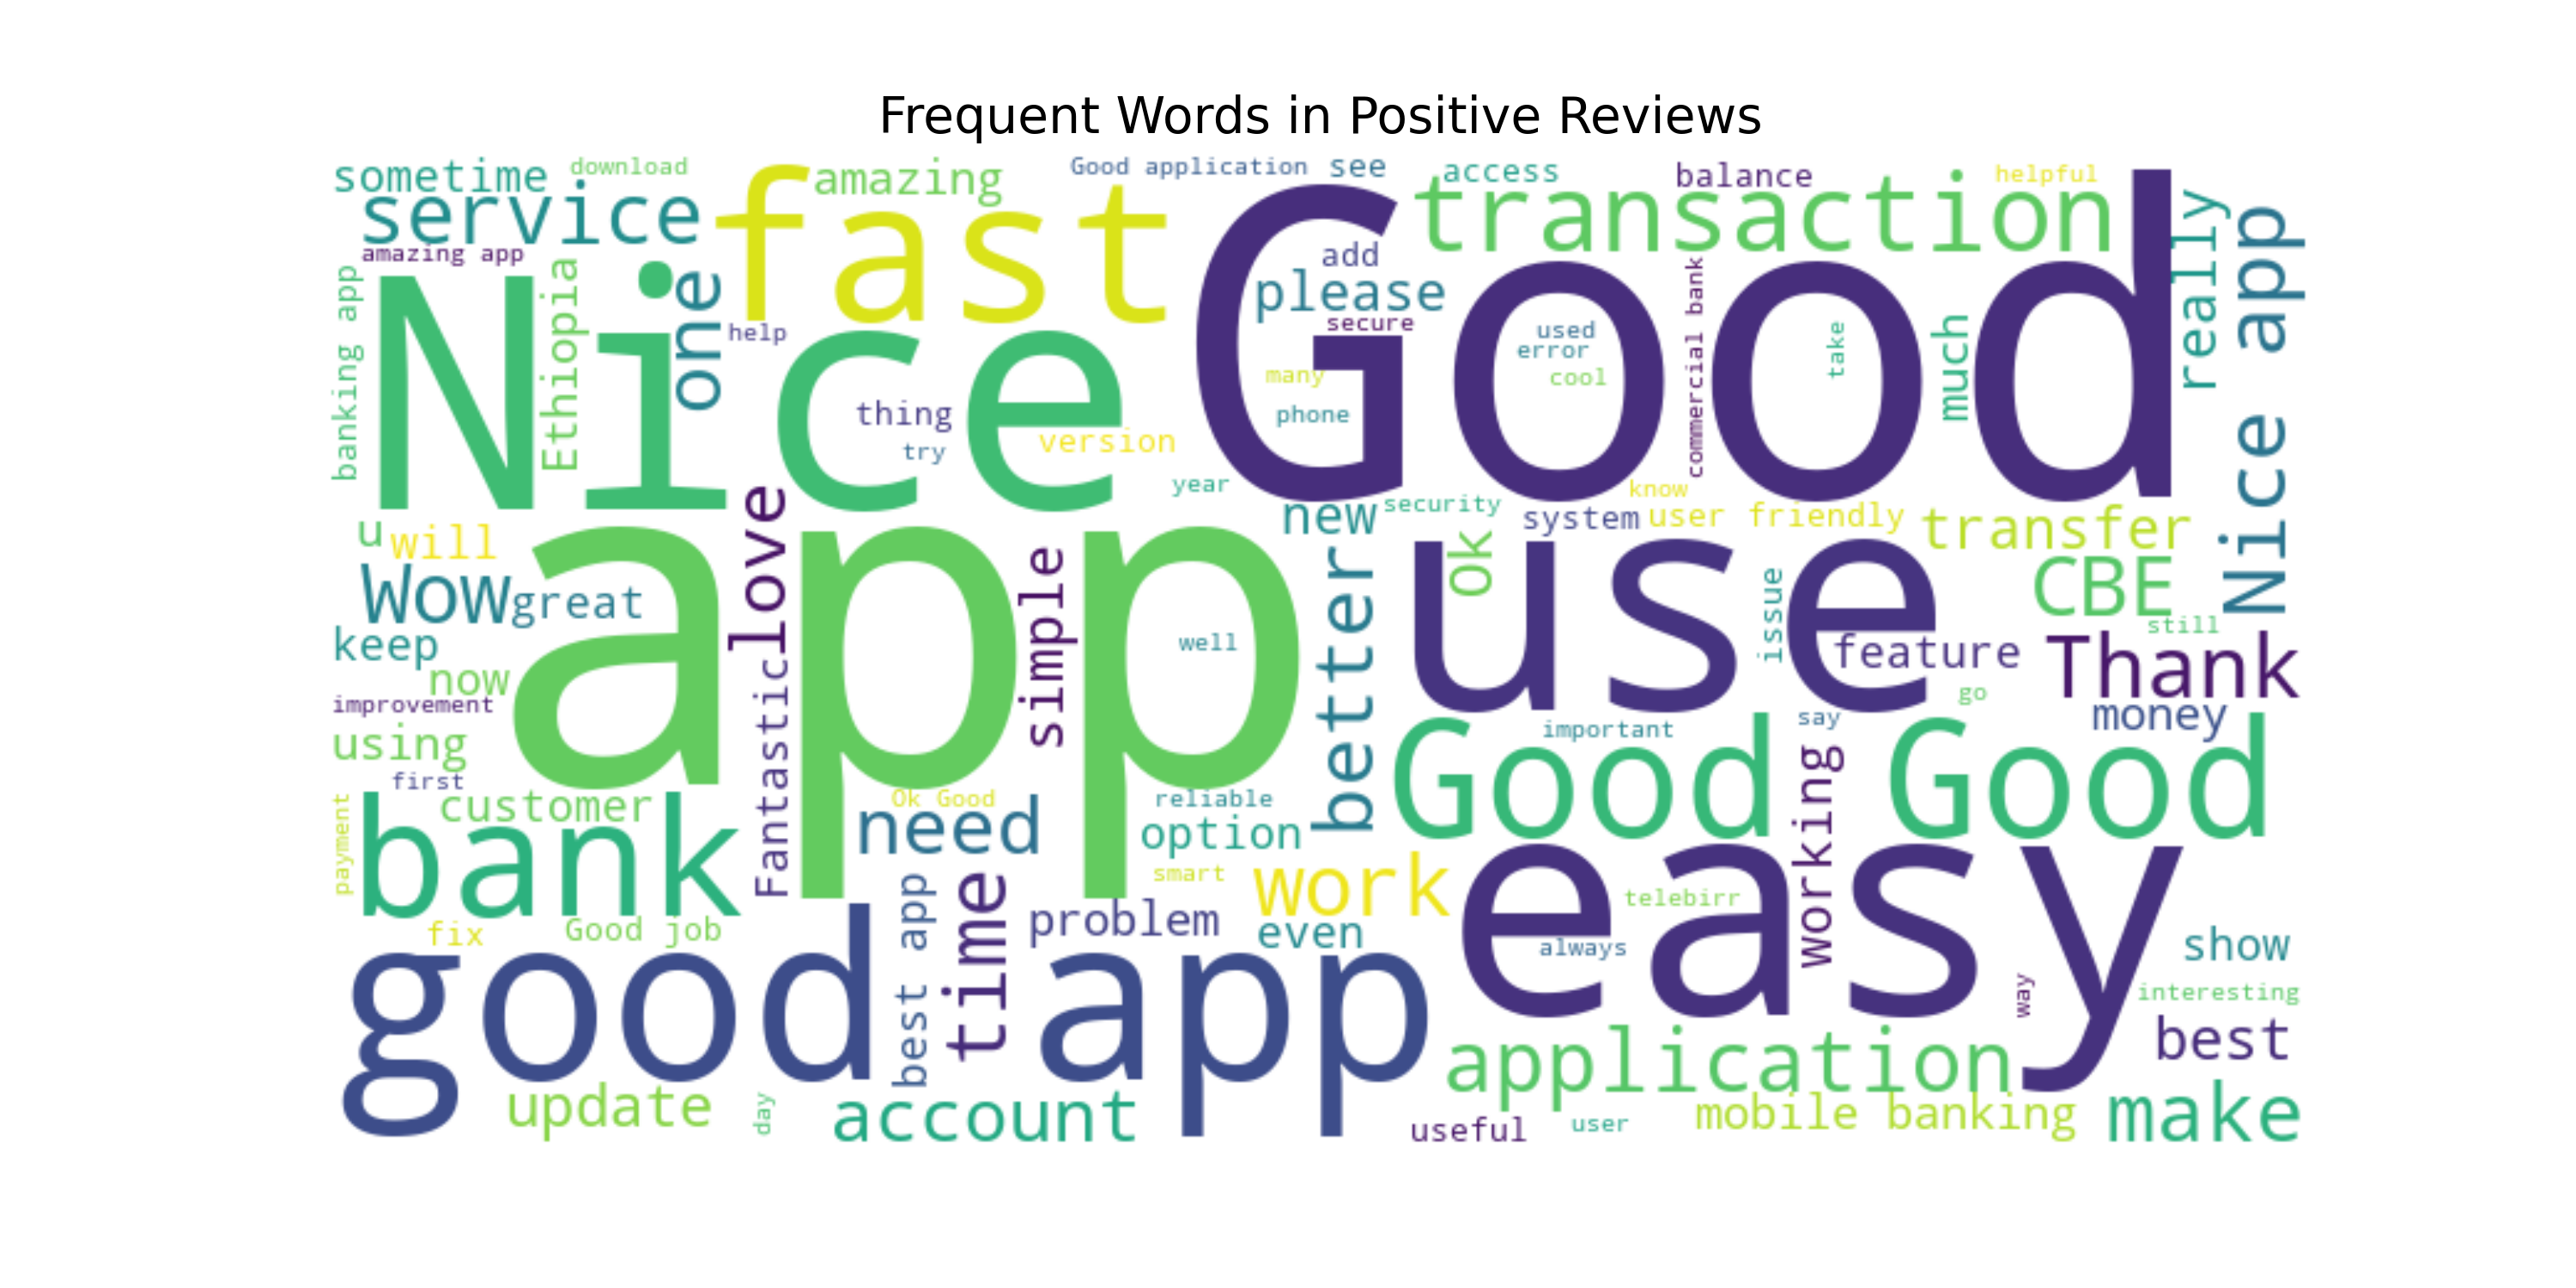 Frequent Words in Positive Reviews
sometime
download
amazing
Good application
see
access
balance
helpful
service
fast
transaction
amazing app
Good
really
Nice app
banking app
Nice
Ethiopia
one
help
add
please
secure
used
error
cool
many
phone
commercial bank
take
much
thing
try
version
year
know
security
new
system
user friendly
transfer
u
will
love
app
simple
well
better
Ok
use
issue
CBE
still
Wow
great
keep
now
feature
go
Thank
improvement
money
using
Fantastic
important
say
Good Good
first
customer
payment
bank
Ok Good
need
reliable
option
smart
work
working
easy
telebirr
always
fix
Good job
best app
time
problem
even
show
way
interesting
good app
best
application
update
day
account
useful
user
mobile banking
make